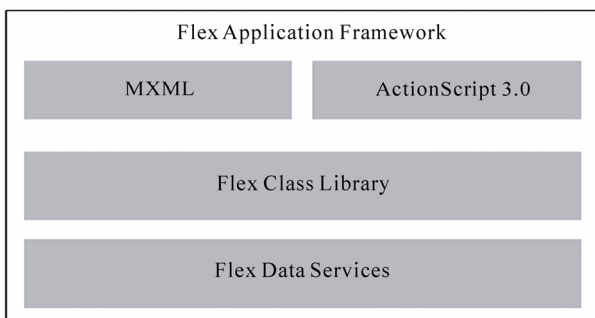 Flex Application Framework
MXML
ActionScript 3.0
Flex Class Library
Flex Data Services